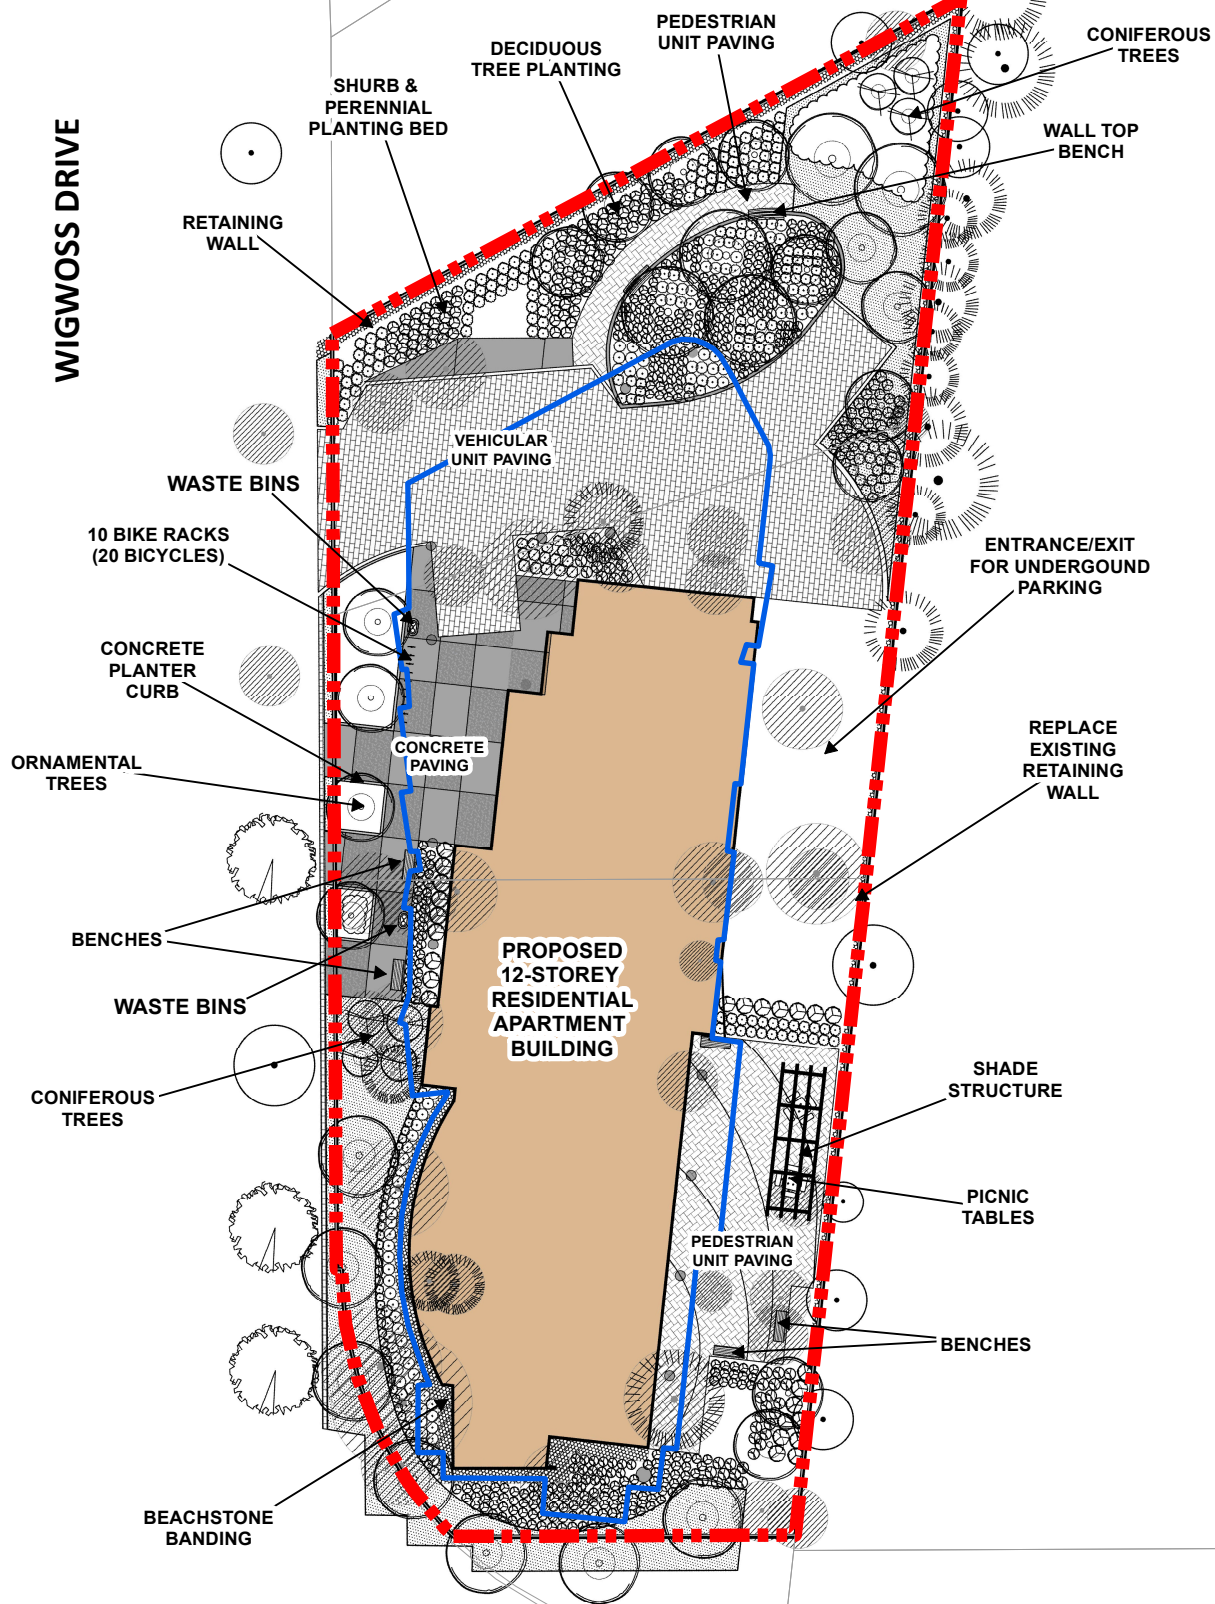 PEDESTRIAN
UNIT PAVING
CONIFEROUS
TREES
DECIDUOUS
TREE PLANTING
SHURB &
PERENNIAL
PLANTING BED
WALL TOP
BENCH
WIGWOSS DRIVE
RETAINING
WALL
VEHICULAR
UNIT PAVING
WASTE BINS
10 BIKE RACKS
(20 BICYCLES)
ENTRANCE/EXIT
FOR UNDERGOUND
PARKING
CONCRETE
PLANTER
CURB
CONCRETE
PAVING
REPLACE
EXISTING
RETAINING
WALL
ORNAMENTAL
TREES
BENCHES
PROPOSED
12-STOREY
RESIDENTIAL
APARTMENT
BUILDING
WASTE BINS
CONIFEROUS
TREES
SHADE
STRUCTURE
PICNIC
TABLES
PEDESTRIAN
UNIT PAVING
BENCHES
BEACHSTONE
BANDING